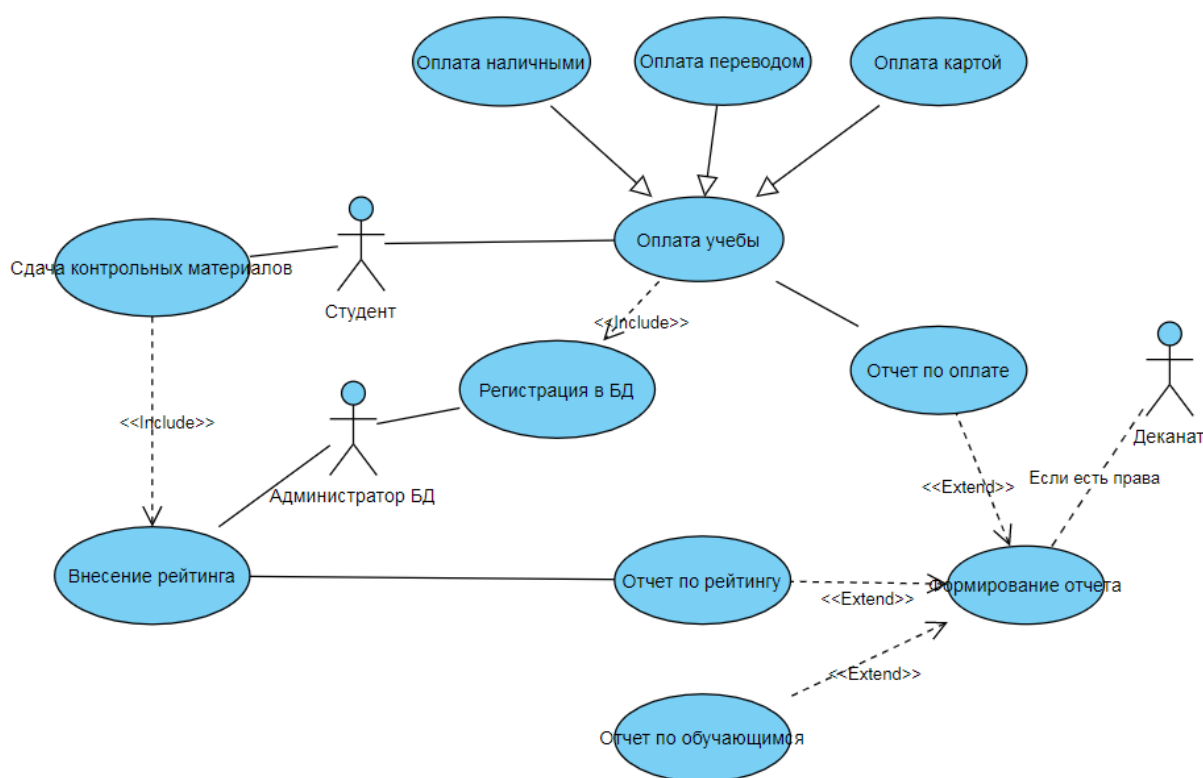 Оплата наличными
Оплата переводом
Оплата картой
Оплата учебы
Сдача контрольных материалов
Студент
<<Include>>
Регистрация в БД
Отчет по оплате
<<Include>>
Деканат
Администратор БД
<<Extend>>
Если есть права
Внесение рейтинга
Отчет по рейтингу
<<Extend>>
Формирование отчета
<<Extend>>
Отчет по обучающимся